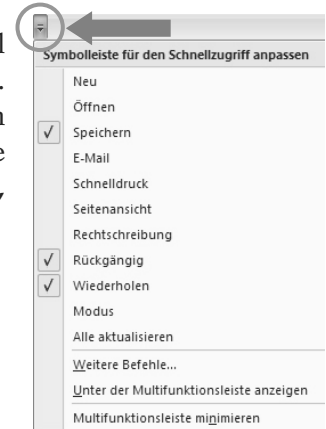 Symbolleiste für den Schnellzugriff anpassen
Neu
Öffnen
Speichern
E-Mail
Schnelldruck
Seitenansicht
Rechtschreibung
Rückgängig
Wiederholen
Modus
Alle aktualisieren
Weitere Befehle...
Unter der Multifunktionsleiste anzeigen
Multifunktionsleiste minimieren